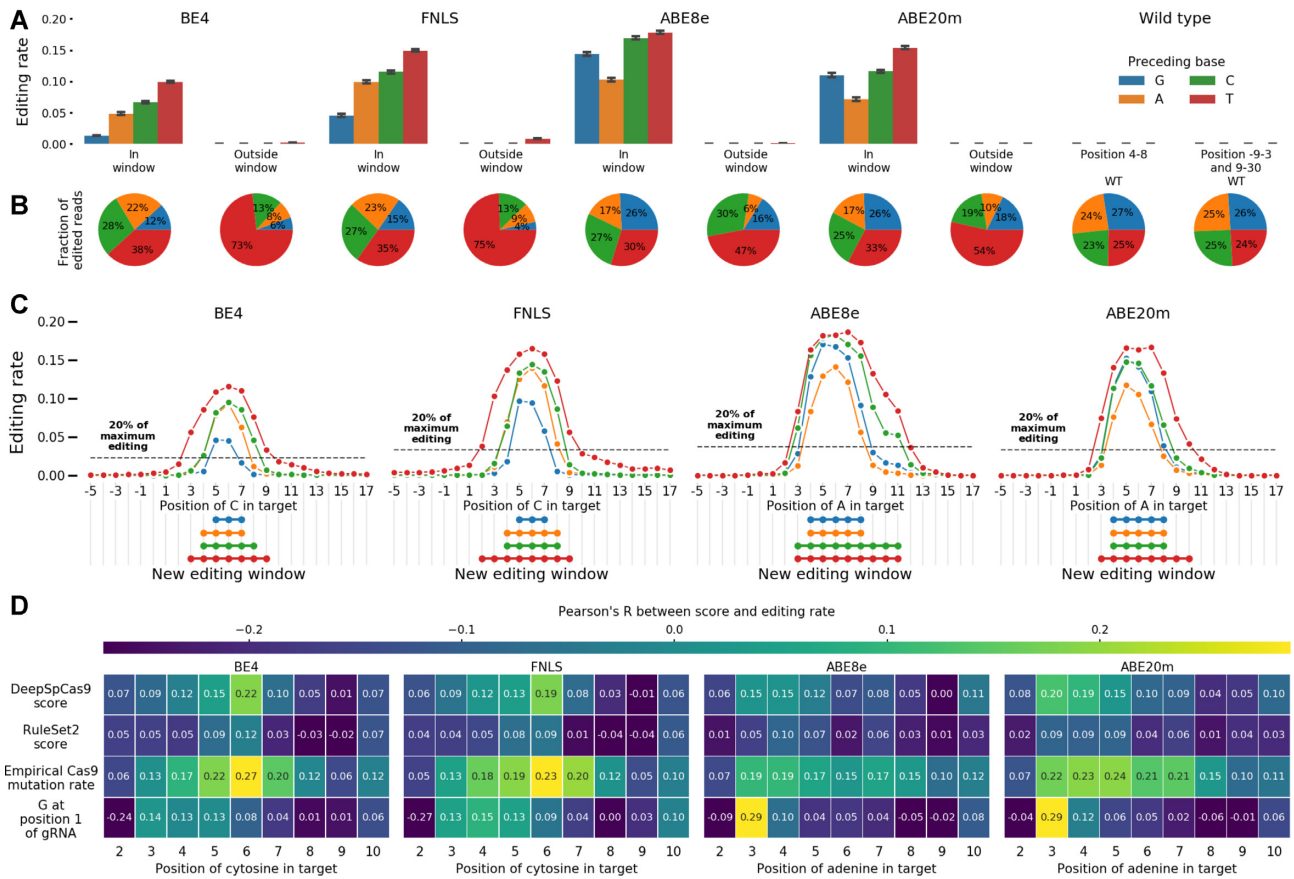 A
BE4 FNLS ABE8e ABE20m Wild type
Editing rate
0.20
0.15
0.10
0.05
0.00
Preceding base
G C
A T
In window
Outside window
In window
Outside window
In window
Outside window
In window
Outside window
Position 4-8
Position -9-3 and 9-30
WT WT
B
Fraction of edited reads
22% 12% 28% 38%
13% 8% 6% 73%
23% 15% 27% 35%
13% 9% 4% 75%
17% 26% 27% 30%
6% 30% 16% 47%
17% 26% 25% 33%
10% 19% 18% 54%
24% 27% 23% 25%
25% 26% 25% 24%
C
BE4 FNLS ABE8e ABE20m
Editing rate
0.20
0.15
0.10
0.05
0.00
20% of maximum editing
20% of maximum editing
20% of maximum editing
20% of maximum editing
-5 -3 -1 1 3 5 7 9 11 13 15 17
-5 -3 -1 1 3 5 7 9 11 13 15 17
-5 -3 -1 1 3 5 7 9 11 13 15 17
-5 -3 -1 1 3 5 7 9 11 13 15 17
Position of C in target Position of C in target Position of A in target Position of A in target
New editing window New editing window New editing window New editing window
D
Pearson's R between score and editing rate
−0.2 −0.1 0.0 0.1 0.2
BE4 FNLS ABE8e ABE20m
DeepSpCas9 score
0.07 0.09 0.12 0.15 0.22 0.10 0.05 0.01 0.07
0.06 0.09 0.12 0.13 0.19 0.08 0.03 -0.01 0.06
0.06 0.15 0.15 0.12 0.07 0.08 0.05 0.00 0.11
0.08 0.20 0.19 0.15 0.10 0.09 0.04 0.05 0.10
RuleSet2 score
0.05 0.05 0.05 0.09 0.12 0.03 -0.03 -0.02 0.07
0.04 0.04 0.05 0.08 0.09 0.01 -0.04 -0.04 0.06
0.01 0.05 0.06 0.08 0.02 0.06 0.03 0.01 0.03
0.02 0.09 0.09 0.09 0.04 0.06 0.01 0.04 0.03
Empirical Cas9 mutation rate
0.06 0.13 0.17 0.22 0.27 0.20 0.12 0.06 0.12
0.05 0.13 0.18 0.19 0.23 0.20 0.12 0.05 0.10
0.07 0.19 0.19 0.17 0.15 0.17 0.15 0.10 0.12
0.07 0.22 0.23 0.24 0.21 0.21 0.15 0.10 0.11
G at position 1 of gRNA
-0.24 0.14 0.13 0.13 0.08 0.04 0.01 0.01 0.06
-0.27 0.13 0.15 0.13 0.08 0.04 0.00 0.03 0.10
-0.09 0.29 0.10 0.04 0.05 0.04 -0.05 -0.02 0.08
-0.04 0.29 0.12 0.06 0.05 0.04 -0.06 -0.01 0.06
2 3 4 5 6 7 8 9 10
2 3 4 5 6 7 8 9 10
2 3 4 5 6 7 8 9 10
2 3 4 5 6 7 8 9 10
Position of cytosine in target Position of cytosine in target Position of adenine in target Position of adenine in target